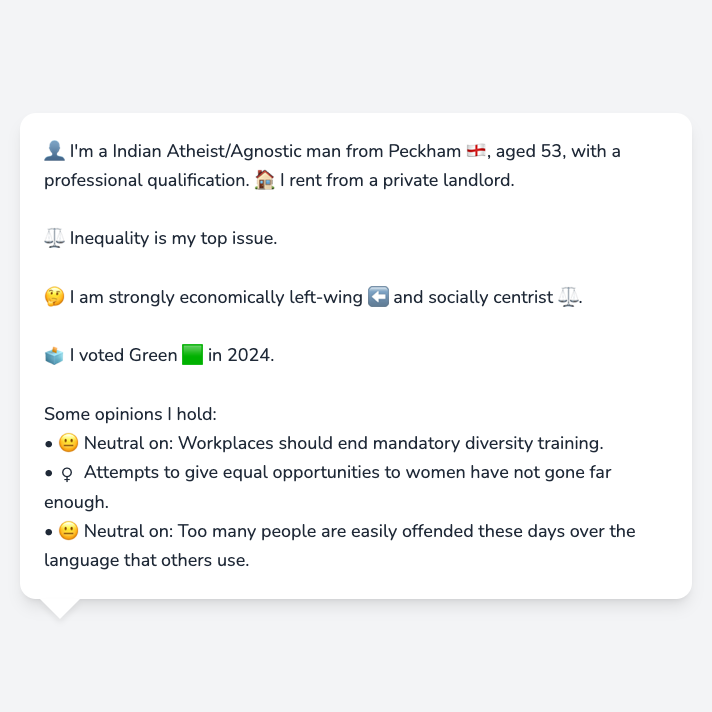 👤 I'm a Indian Atheist/Agnostic man from Peckham 🏴󠁧󠁢󠁥󠁮󠁧󠁿, aged 53, with a
professional qualification. 🏠 I rent from a private landlord.
⚖️ Inequality is my top issue.
🤔 I am strongly economically left-wing ⬅️ and socially centrist ⚖️.
🗳️ I voted Green 🟩 in 2024.
Some opinions I hold:
• 😐 Neutral on: Workplaces should end mandatory diversity training.
• ♀ Attempts to give equal opportunities to women have not gone far
enough.
• 😐 Neutral on: Too many people are easily offended these days over the
language that others use.